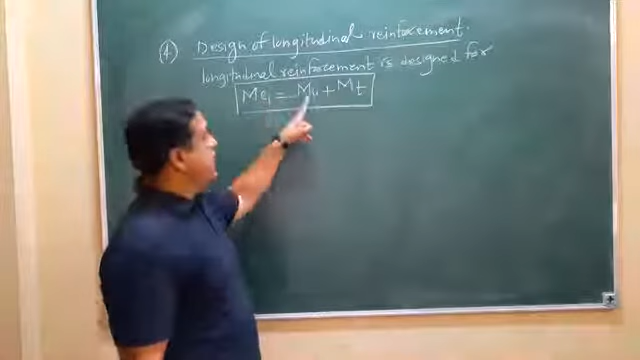 (4) Design of longitudinal reinforcement.
longitudinal reinforcement is designed for
Me₁ = Mu + Mt